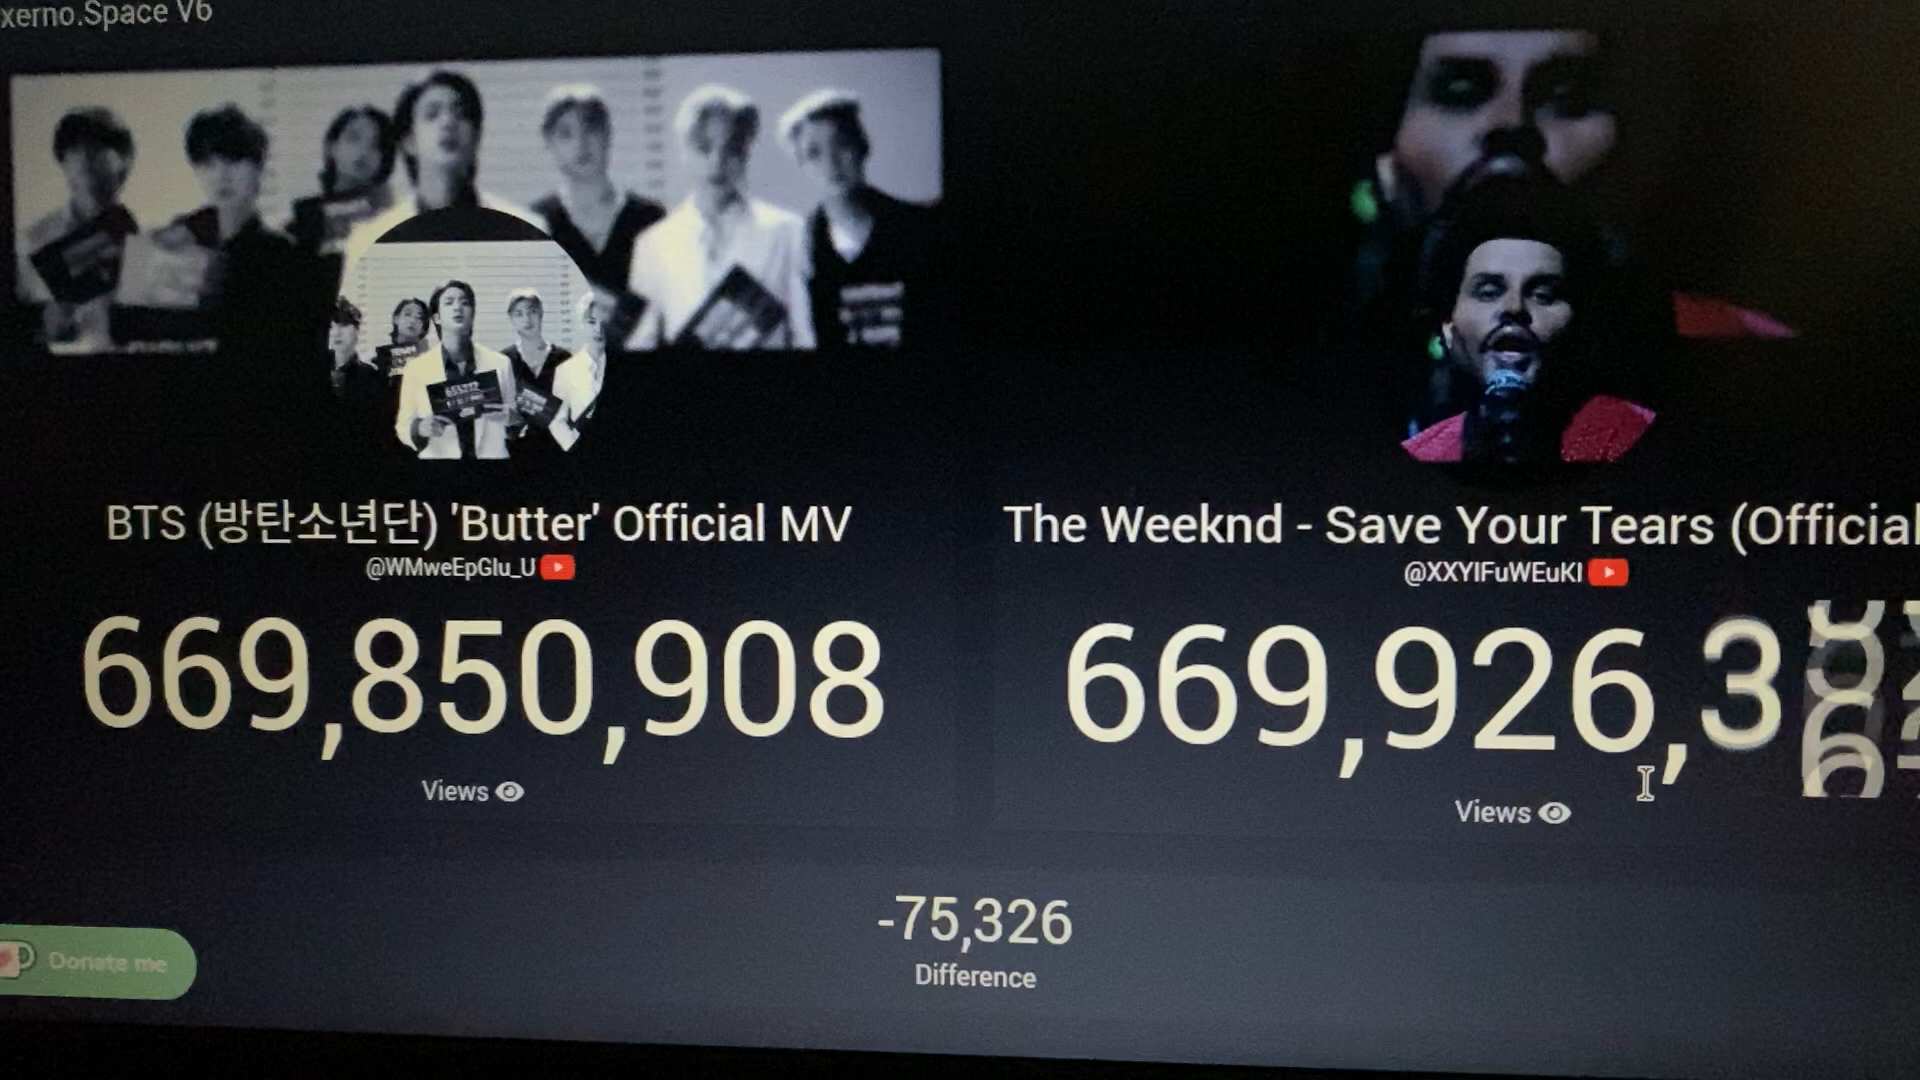 xerno.Space V6
BTS (방탄소년단) 'Butter' Official MV
@WMweEpGlu_U
669,850,908
Views
The Weeknd - Save Your Tears (Official
@XXYlFuWEuKI
669,926,3
Views
-75,326
Difference
Donate me